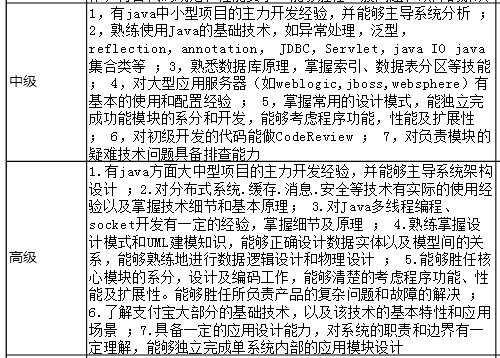 中级
1，有java中小型项目的主力开发经验，并能够主导系统分析 ；
2，熟练使用Java的基础技术，如异常处理，泛型，
reflection，annotation， JDBC，Servlet，java IO java
集合类等 ；3，熟悉数据库原理，掌握索引、数据表分区等技能
； 4，对大型应用服务器（如weblogic,jboss,websphere）有
基本的使用和配置经验 ； 5，掌握常用的设计模式，能独立完
成功能模块的系分和开发，能够考虑程序功能，性能及扩展性
； 6，对初级开发的代码能做CodeReview ； 7，对负责模块的
疑难技术问题具备排查能力
高级
1.有java方面大中型项目的主力开发经验，并能够主导系统架构
设计 ；2.对分布式系统.缓存.消息.安全等技术有实际的使用经
验以及掌握技术细节和基本原理； 3.对Java多线程编程、
socket开发有一定的经验，掌握细节及原理 ； 4.熟练掌握设
计模式和UML建模知识，能够正确设计数据实体以及模型间的关
系，能够熟练地进行数据逻辑设计和物理设计 ； 5.能够胜任核
心模块的系分，设计及编码工作，能够清楚的考虑程序功能、性
能及扩展性。能够胜任所负责产品的复杂问题和故障的解决 ；
6.了解支付宝大部分的基础技术，以及该技术的基本特性和应用
场景 ；7.具备一定的应用设计能力，对系统的职责和边界有一
定理解，能够独立完成单系统内部的应用模块设计